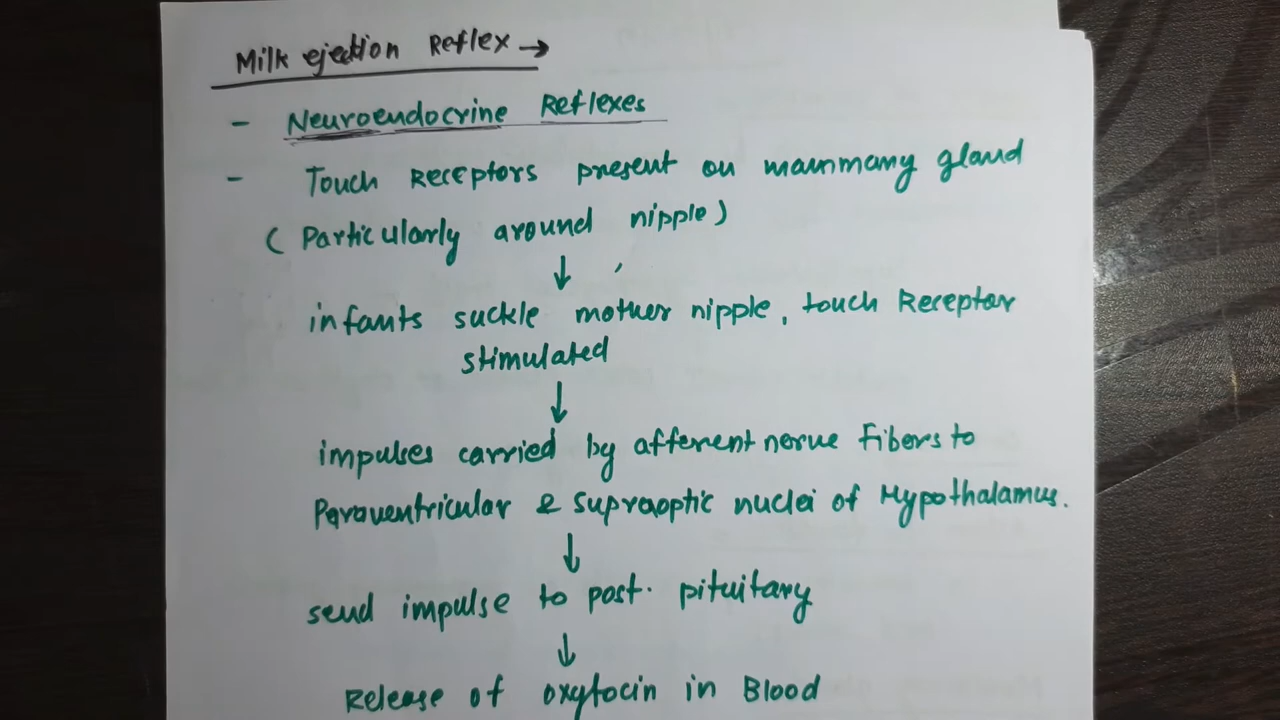 Milk ejection Reflex →
- Neuroendocrine Reflexes
- Touch Receptors present on mammary gland
( Particularly around nipple )
↓
infants suckle mother nipple, touch Receptor
stimulated
↓
impulses carried by afferent nerve Fibers to
Paraventricular & supraoptic nuclei of Hypothalamus.
↓
send impulse to post. pituitary
↓
Release of oxytocin in Blood